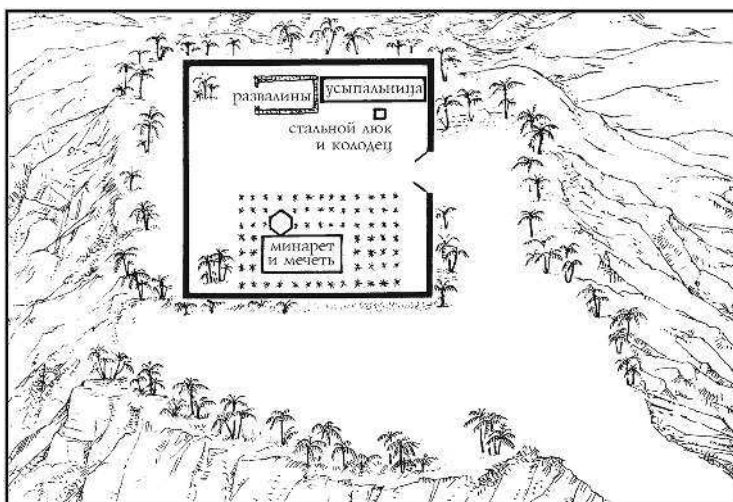 развалины
усыпальница
стальной люк
и колодец
минарет
и мечеть